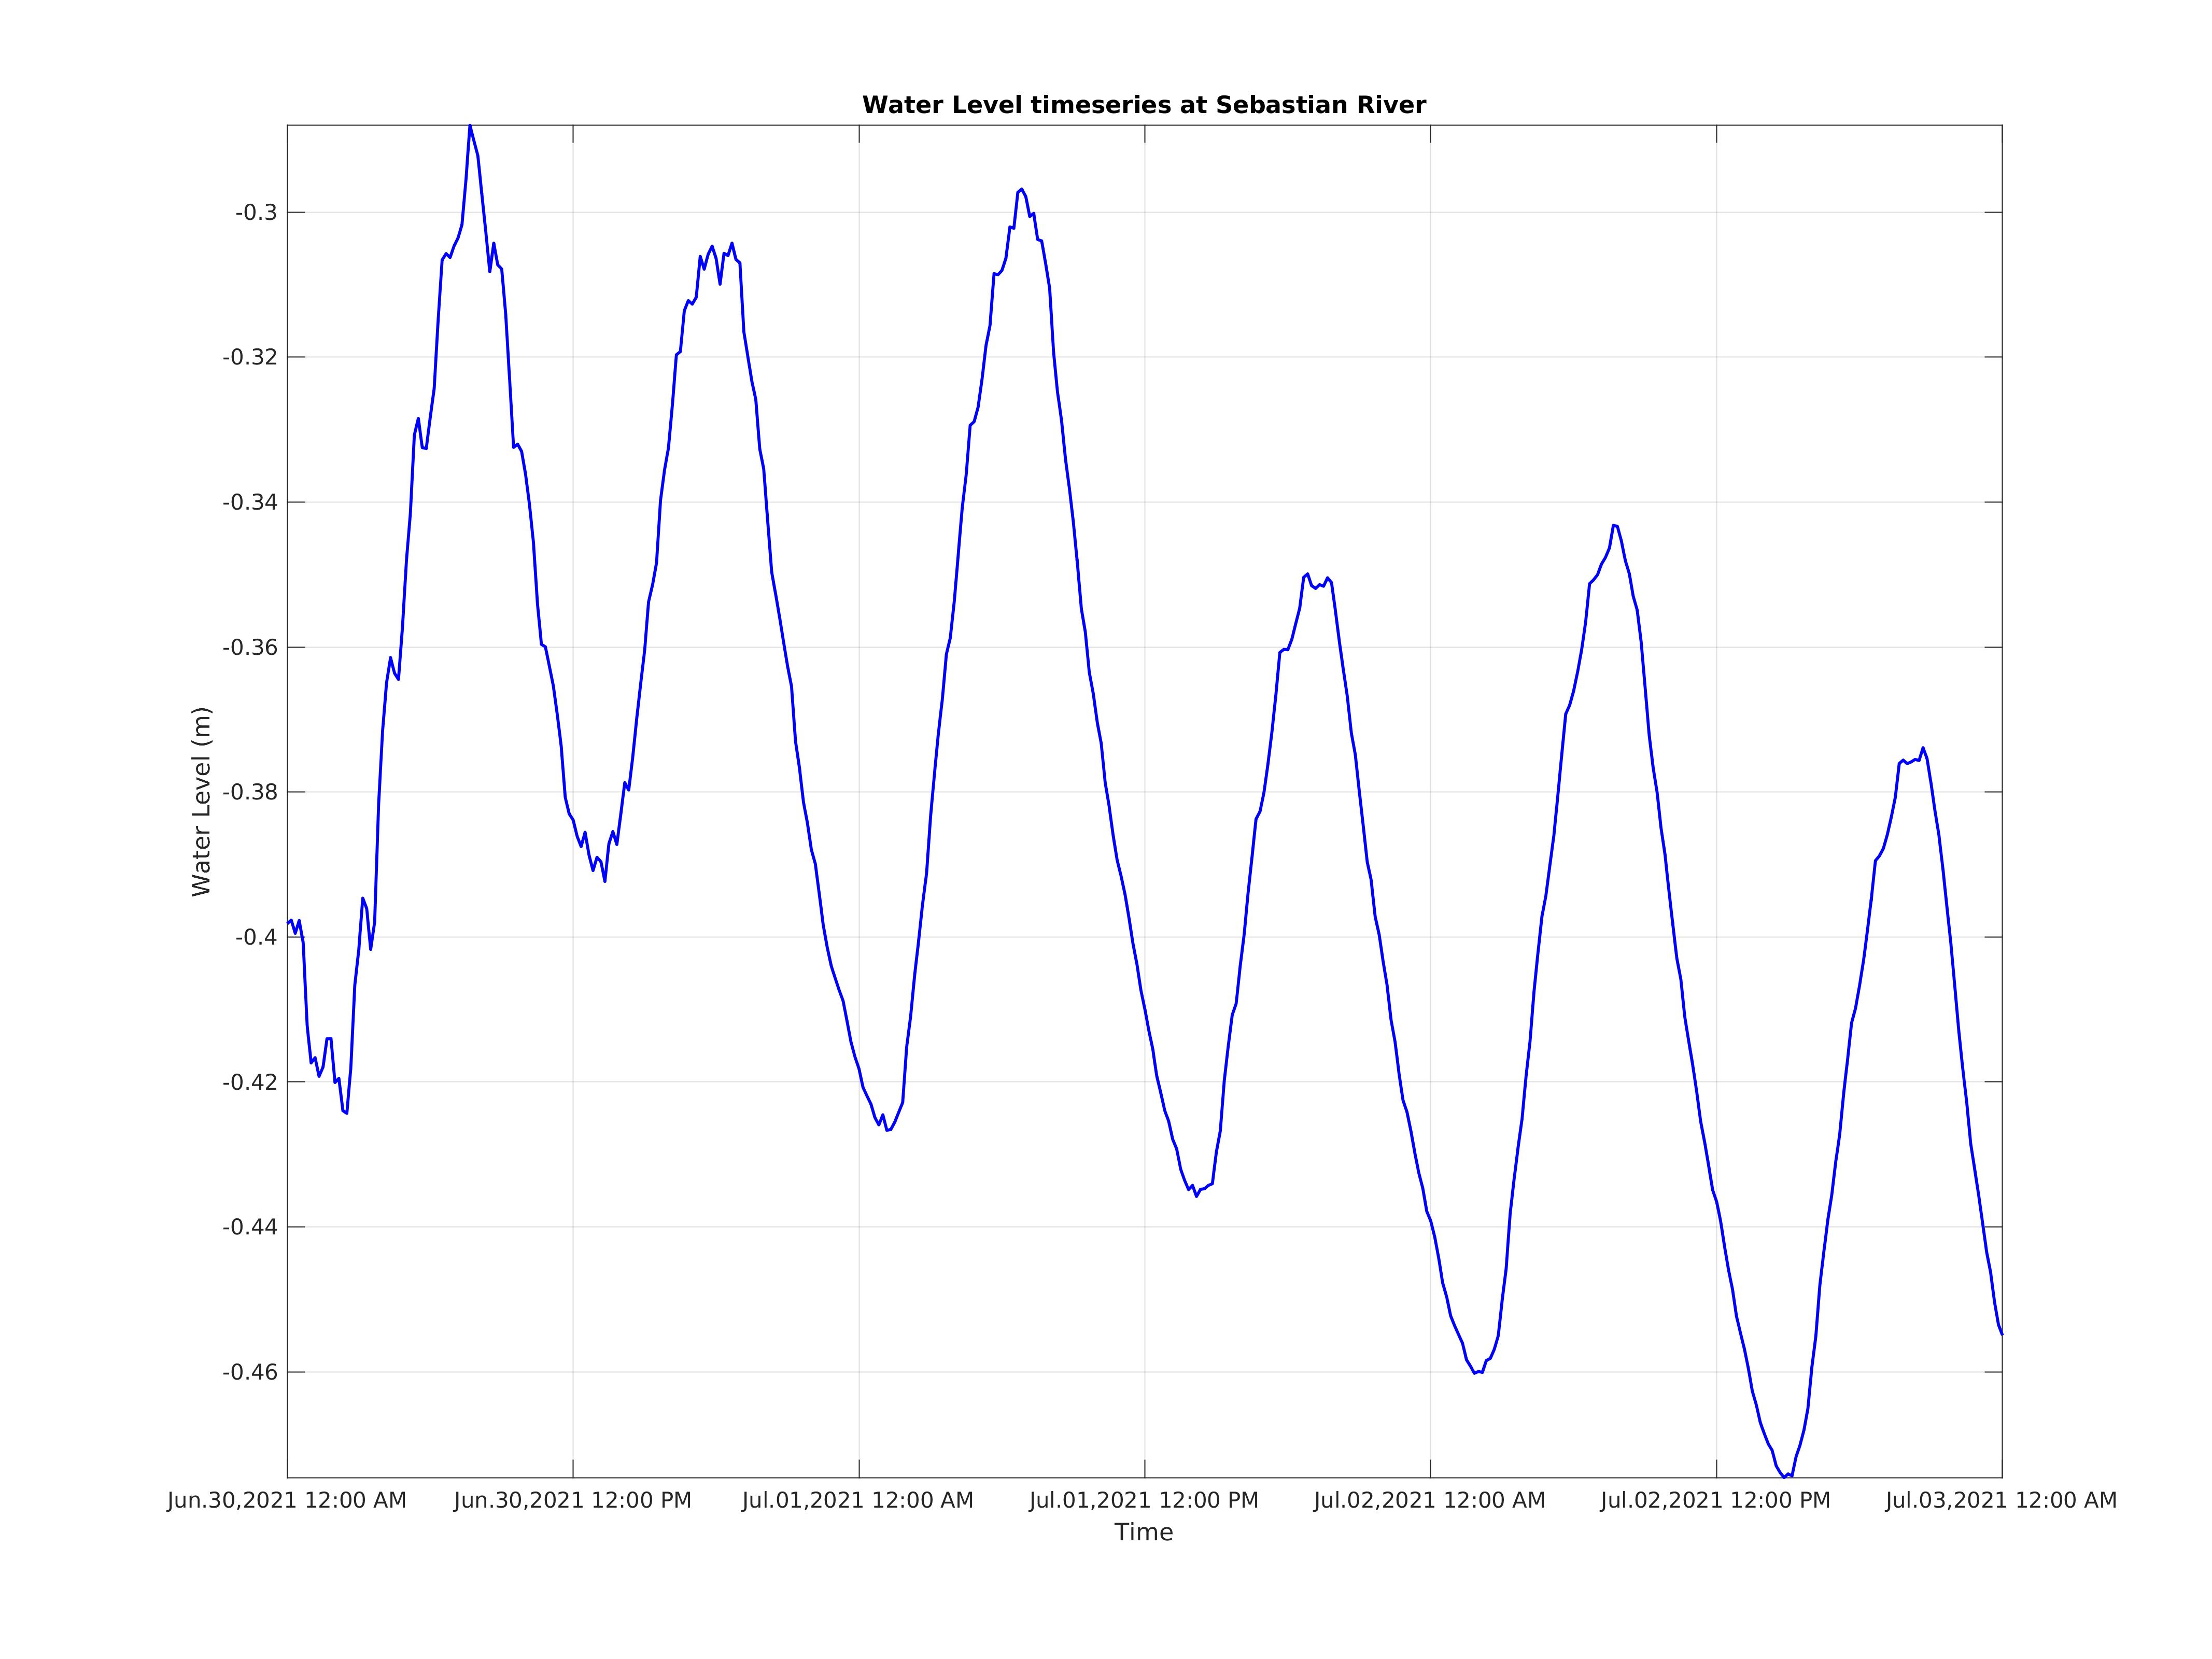 Water Level timeseries at Sebastian River
-0.3
-0.32
-0.34
-0.36
-0.38
-0.4
-0.42
-0.44
-0.46
Water Level (m)
Jun.30,2021 12:00 AM
Jun.30,2021 12:00 PM
Jul.01,2021 12:00 AM
Jul.01,2021 12:00 PM
Jul.02,2021 12:00 AM
Jul.02,2021 12:00 PM
Jul.03,2021 12:00 AM
Time